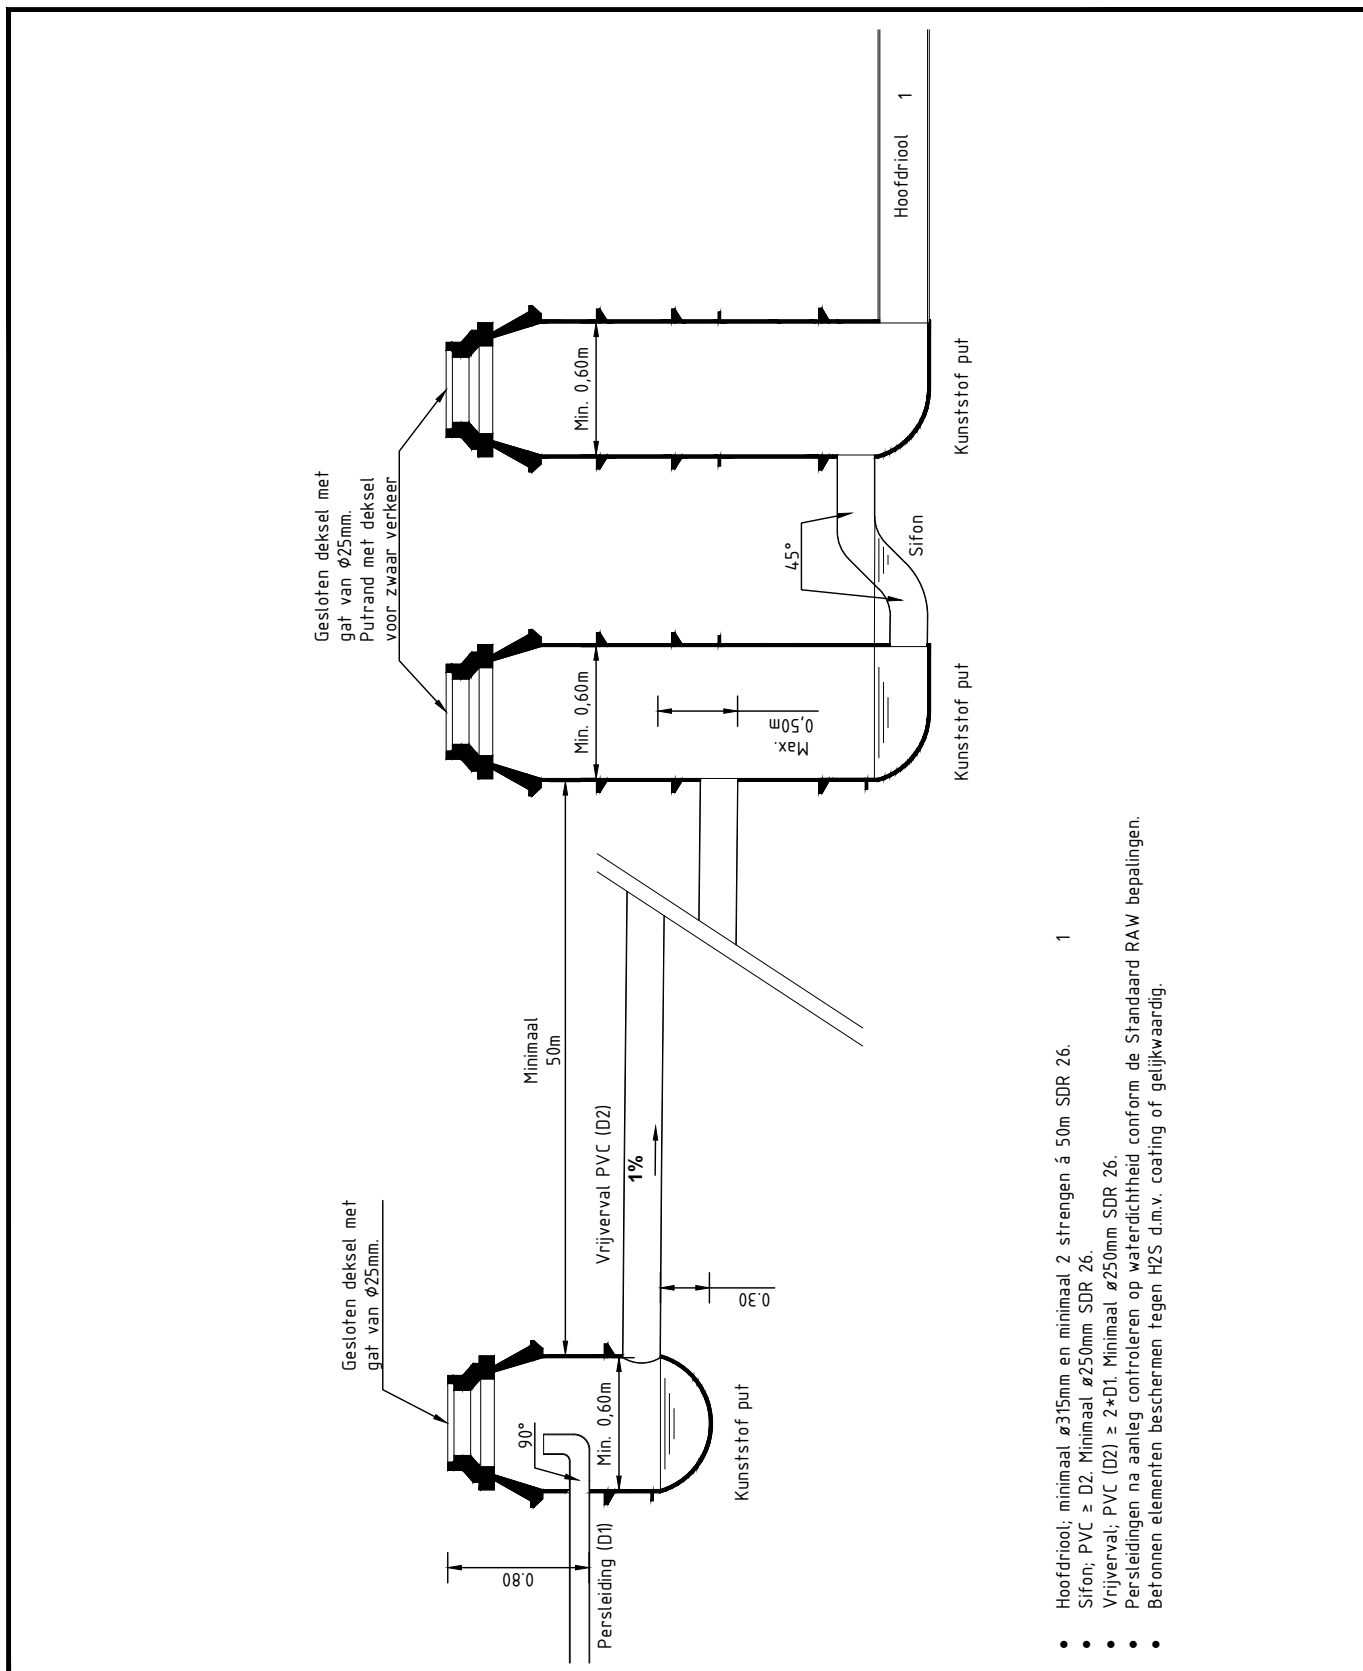 Gesloten deksel met
gat van Ø25mm.
Gesloten deksel met
gat van Ø25mm.
Putrand met deksel
voor zwaar verkeer
0.80
Persleiding (D1)
90°
Min. 0,60m
Kunststof put
0.30
Vrijverval PVC (D2)
1%
Minimaal
50m
Min. 0,60m
Max.
0,50m
Kunststof put
45°
Sifon
Min. 0,60m
Kunststof put
Hoofdriool 1
• Hoofdriool; minimaal ø315mm en minimaal 2 strengen á 50m SDR 26. 1
• Sifon; PVC ≥ D2. Minimaal ø250mm SDR 26.
• Vrijverval; PVC (D2) ≥ 2*D1. Minimaal ø250mm SDR 26.
• Persleidingen na aanleg controleren op waterdichtheid conform de Standaard RAW bepalingen.
• Betonnen elementen beschermen tegen H2S d.m.v. coating of gelijkwaardig.